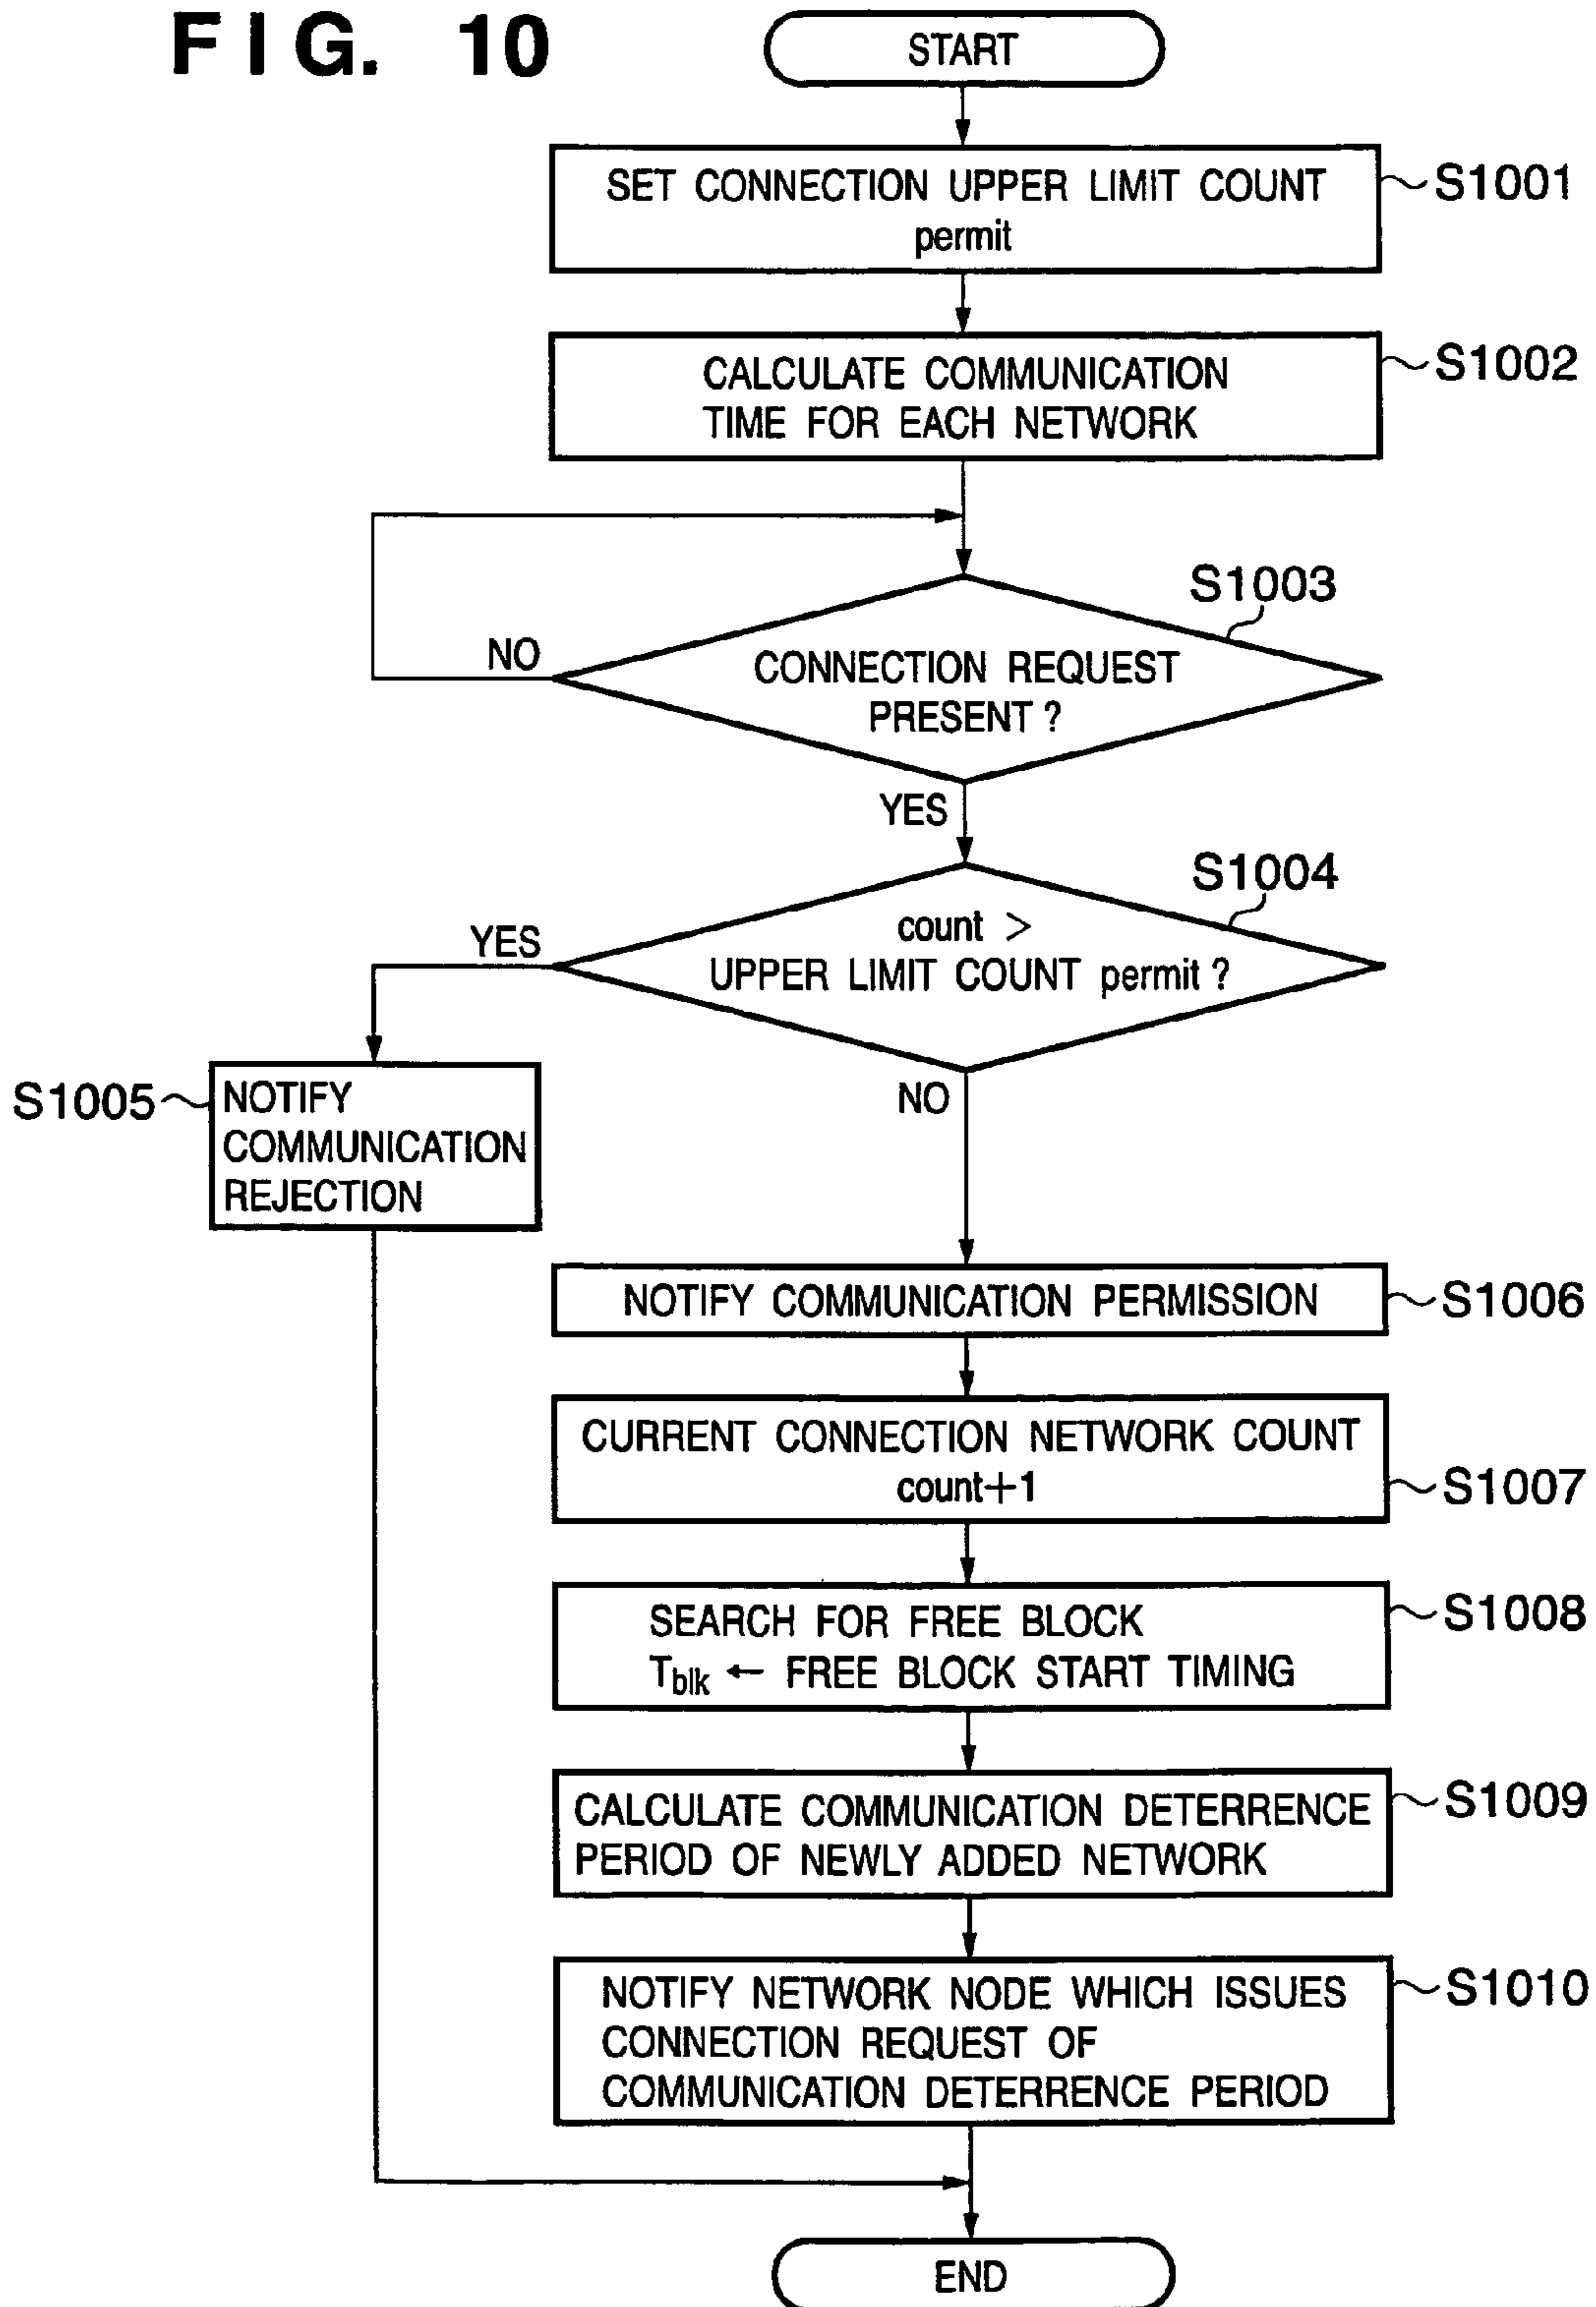 FIG. 10
START
SET CONNECTION UPPER LIMIT COUNT
permit
S1001
CALCULATE COMMUNICATION
TIME FOR EACH NETWORK
S1002
S1003
NO
CONNECTION REQUEST
PRESENT ?
YES
S1004
YES
count >
UPPER LIMIT COUNT permit ?
NO
S1005
NOTIFY
COMMUNICATION
REJECTION
NOTIFY COMMUNICATION PERMISSION
S1006
CURRENT CONNECTION NETWORK COUNT
count+1
S1007
SEARCH FOR FREE BLOCK
Tblk ← FREE BLOCK START TIMING
S1008
CALCULATE COMMUNICATION DETERRENCE
PERIOD OF NEWLY ADDED NETWORK
S1009
NOTIFY NETWORK NODE WHICH ISSUES
CONNECTION REQUEST OF
COMMUNICATION DETERRENCE PERIOD
S1010
END